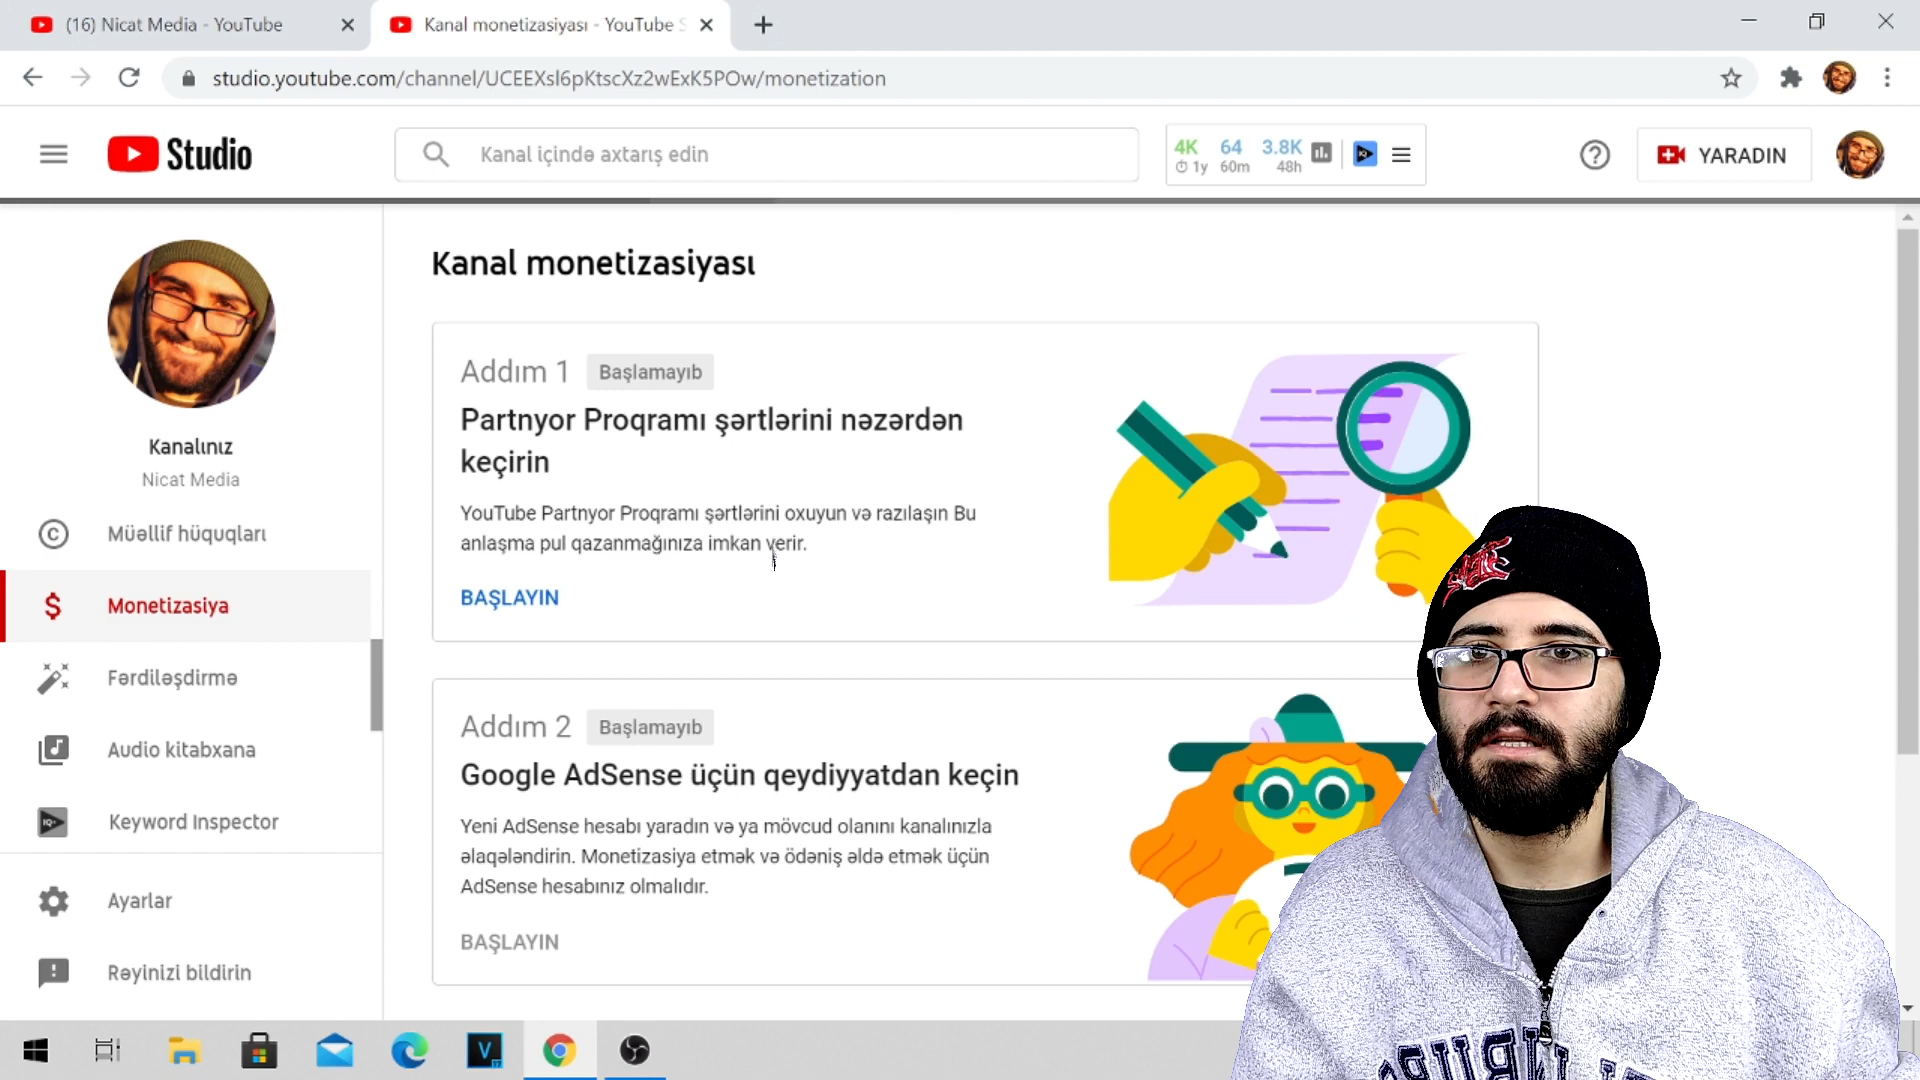 (16) Nicat Media - YouTube
Kanal monetizasiyası - YouTube S
studio.youtube.com/channel/UCEEXsl6pKtscXz2wExK5POw/monetization
Studio
Kanal içində axtarış edin
4K 64 3.8K
1y 60m 48h
YARADIN
Kanalınız
Nicat Media
Müəllif hüquqları
Monetizasiya
Fərdiləşdirmə
Audio kitabxana
Keyword Inspector
Ayarlar
Rəyinizi bildirin
Kanal monetizasiyası
Addım 1 Başlamayıb
Partnyor Proqramı şərtlərini nəzərdən
keçirin
YouTube Partnyor Proqramı şərtlərini oxuyun və razılaşın Bu
anlaşma pul qazanmağınıza imkan verir.
BAŞLAYIN
Addım 2 Başlamayıb
Google AdSense üçün qeydiyyatdan keçin
Yeni AdSense hesabı yaradın və ya mövcud olanını kanalınızla
əlaqələndirin. Monetizasiya etmək və ödəniş əldə etmək üçün
AdSense hesabınız olmalıdır.
BAŞLAYIN